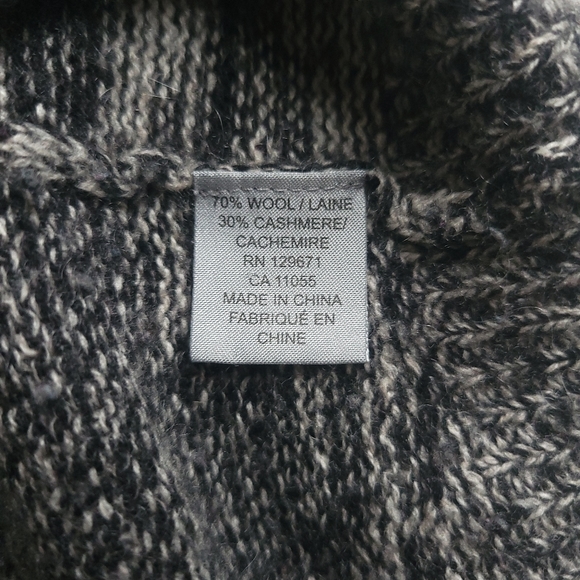 70% WOOL / LAINE
30% CASHMERE/
CACHEMIRE
RN 129671
CA 11055
MADE IN CHINA
FABRIQUÉ EN
CHINE